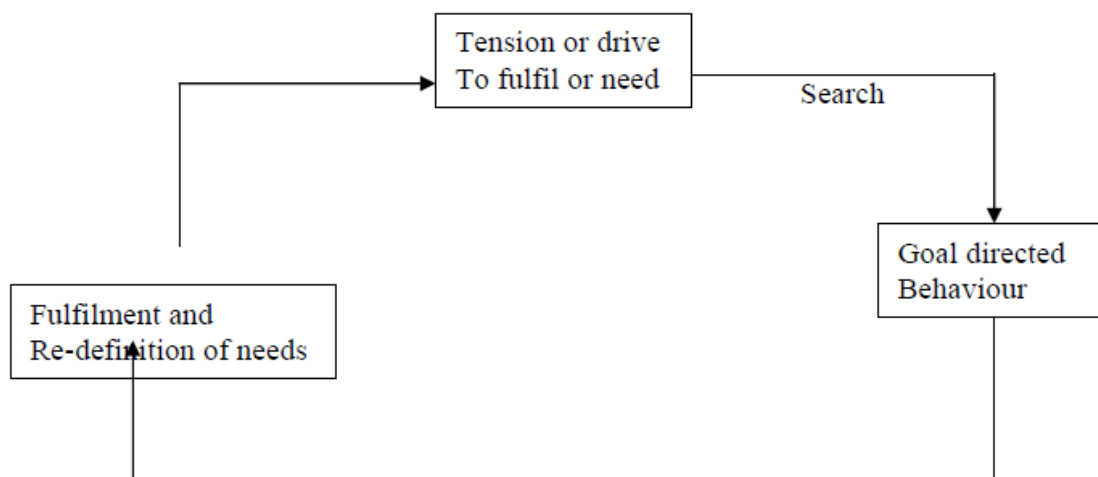 Tension or drive
To fulfil or need
Search
Goal directed
Behaviour
Fulfilment and
Re-definition of needs